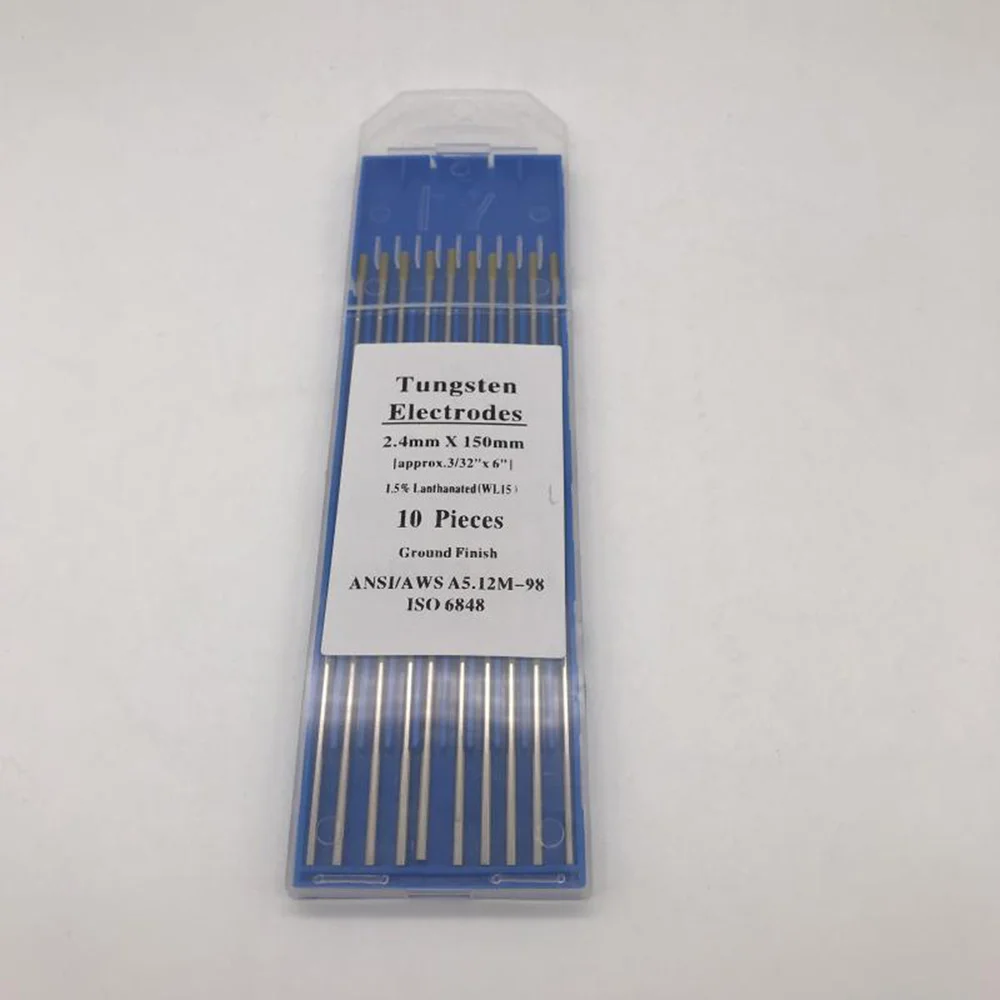 Tungsten
Electrodes
2.4mm X 150mm
|approx.3/32"x 6"|
1.5% Lanthanated(WL15)
10 Pieces
Ground Finish
ANSI/AWS A5.12M-98
ISO 6848